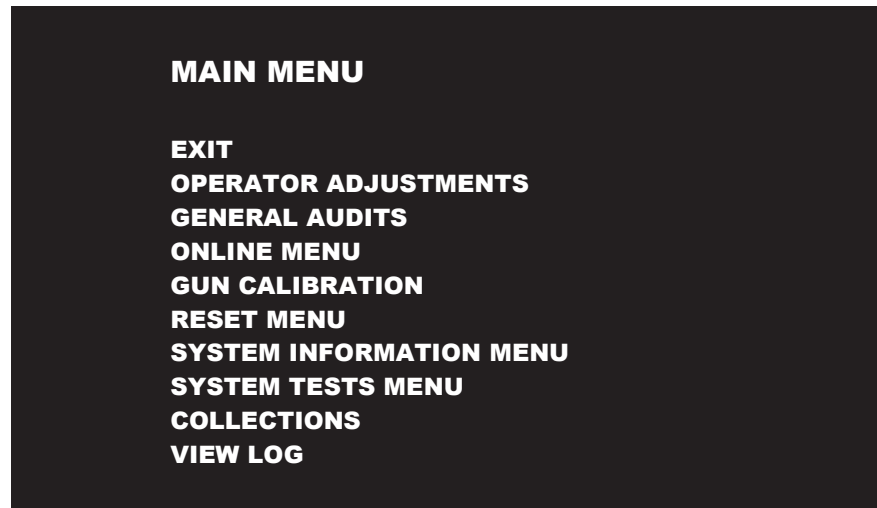 MAIN MENU
EXIT
OPERATOR ADJUSTMENTS
GENERAL AUDITS
ONLINE MENU
GUN CALIBRATION
RESET MENU
SYSTEM INFORMATION MENU
SYSTEM TESTS MENU
COLLECTIONS
VIEW LOG